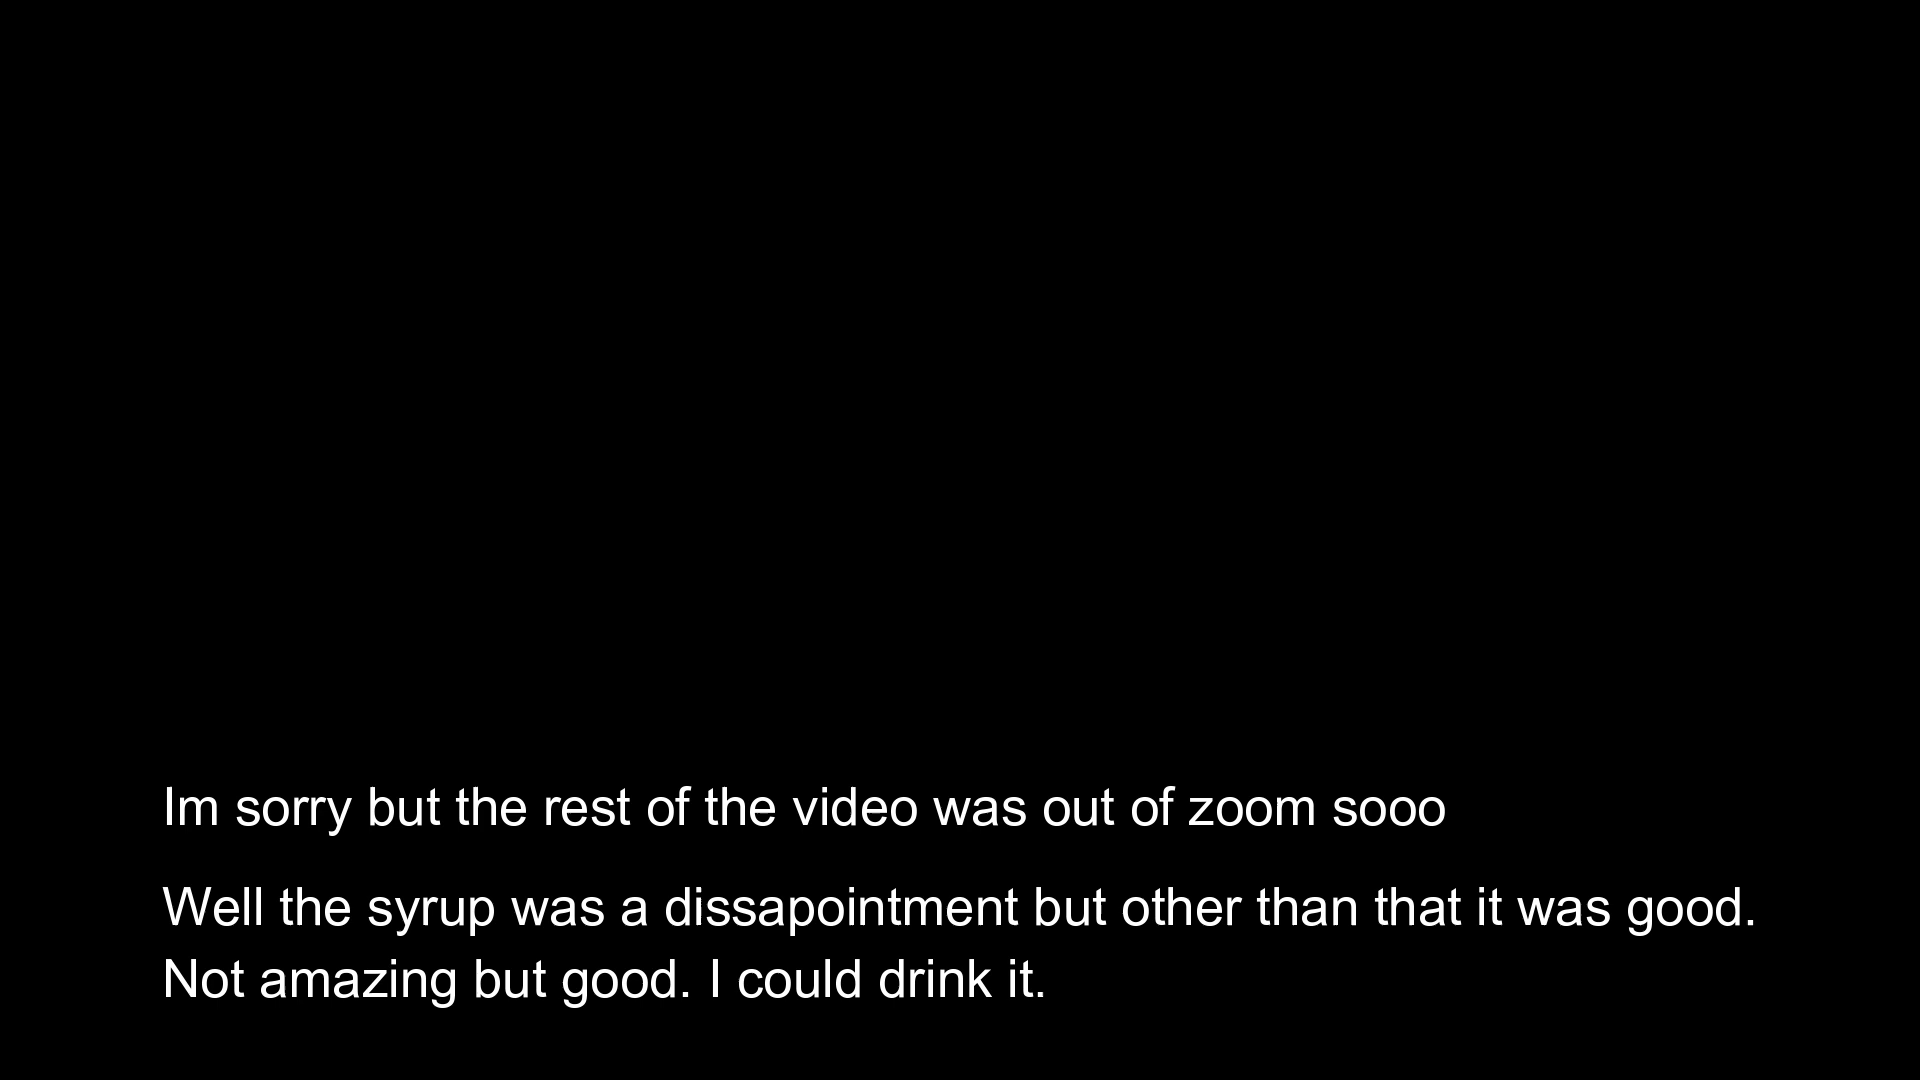 Im sorry but the rest of the video was out of zoom sooo
Well the syrup was a dissapointment but other than that it was good.
Not amazing but good. I could drink it.